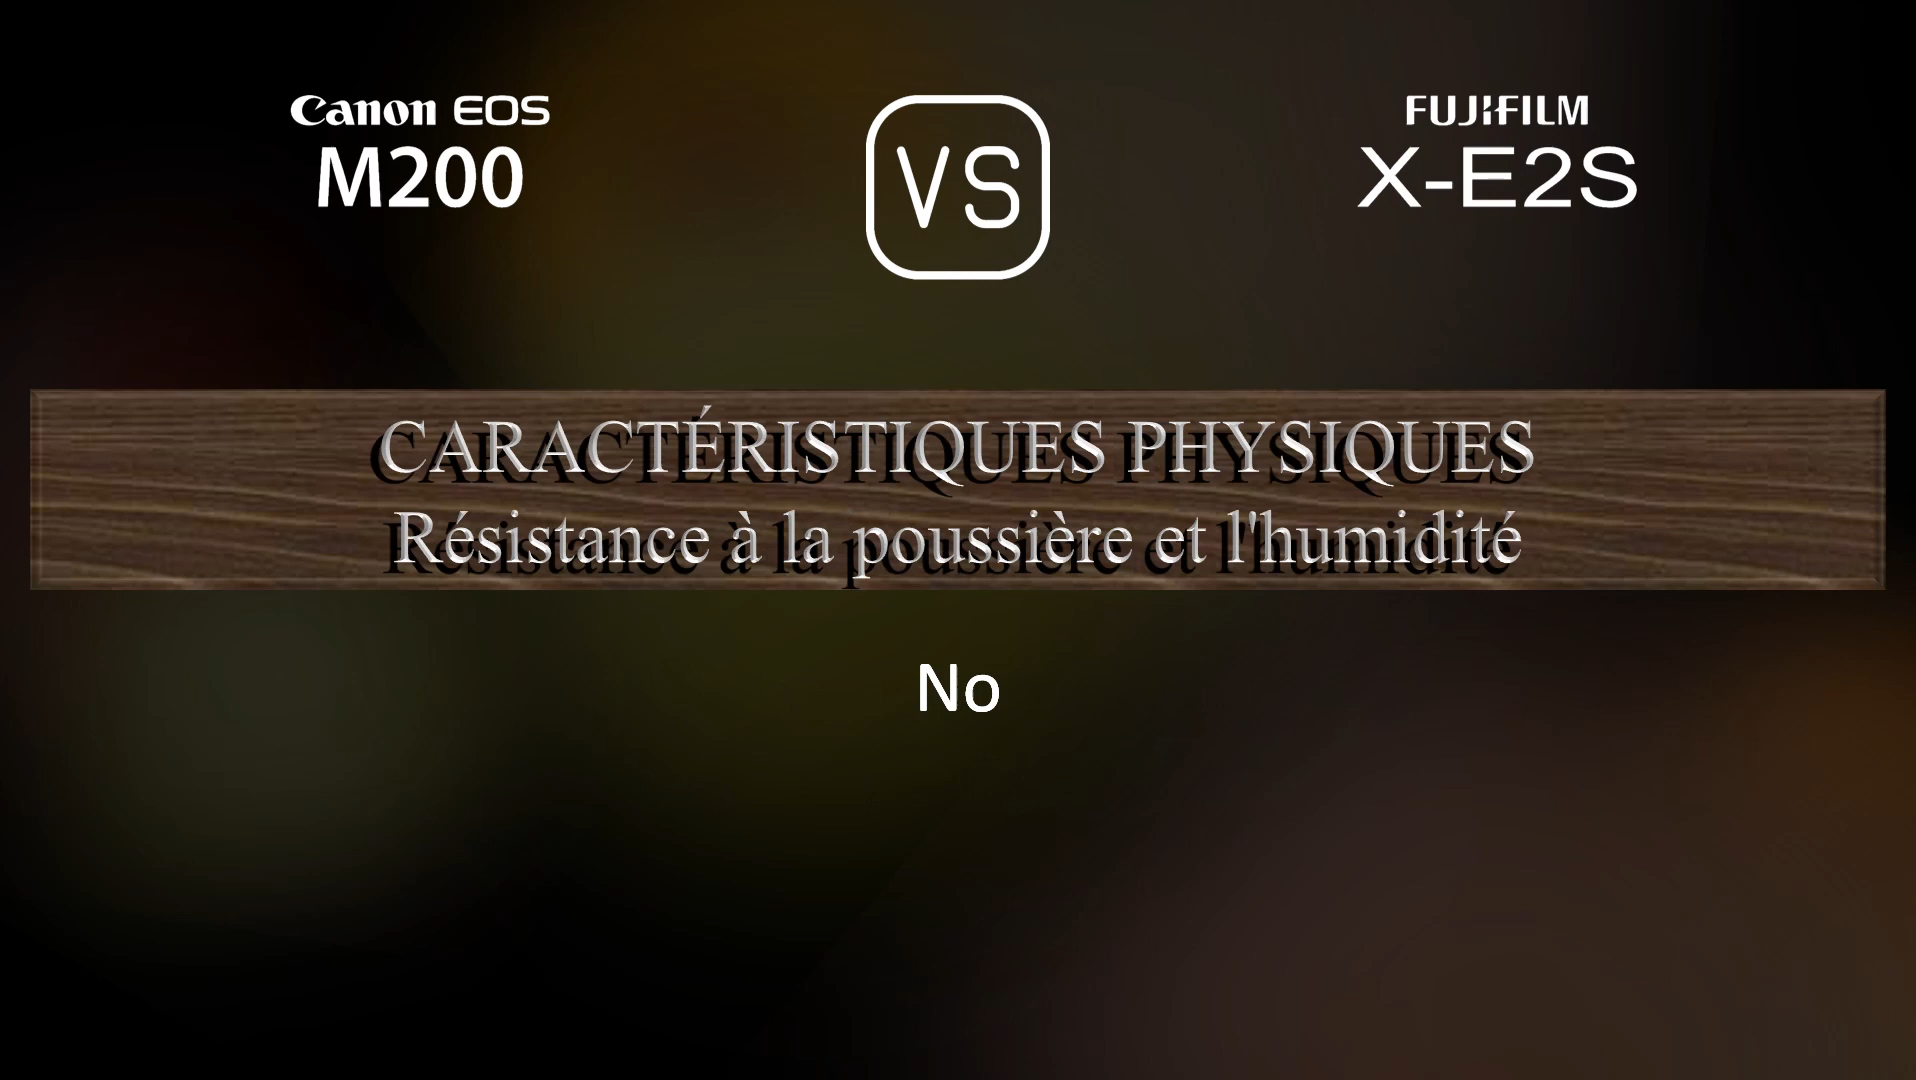 Canon EOS
M200
VS
FUJIFILM
X-E2S
CARACTÉRISTIQUES PHYSIQUES
Résistance à la poussière et l'humidité
No